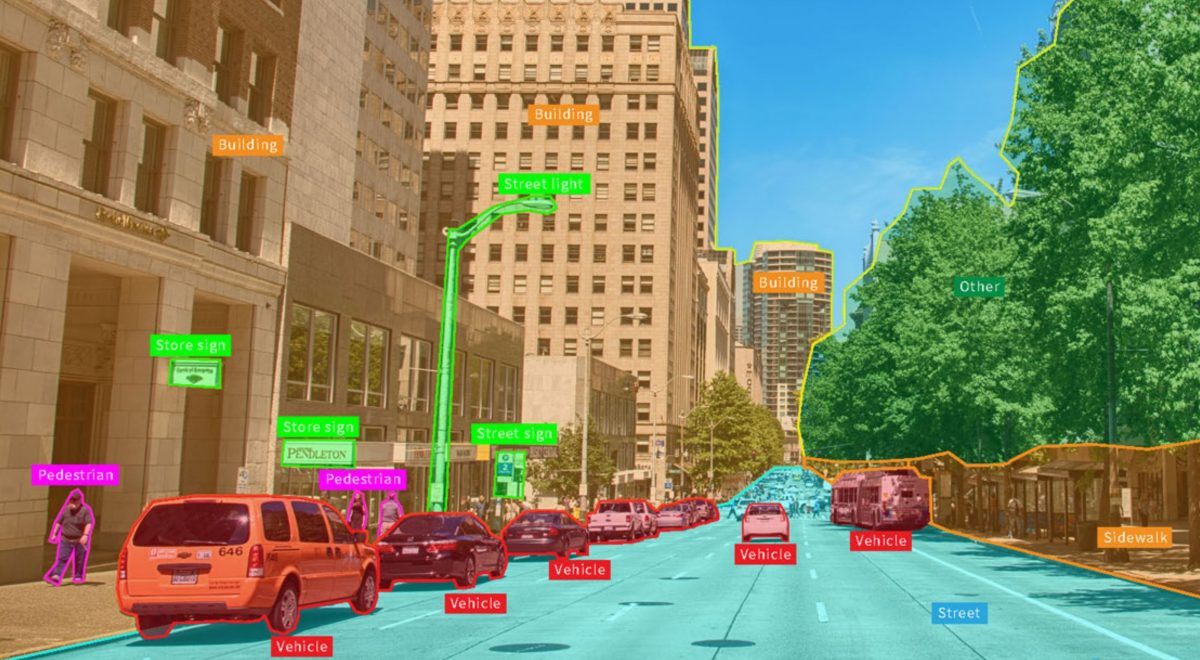 Building
Building
Street light
Building
Other
Store sign
Store sign
PENDLETON
Street sign
Pedestrian
Pedestrian
646
Vehicle
Vehicle
Vehicle
Vehicle
Vehicle
Sidewalk
Street